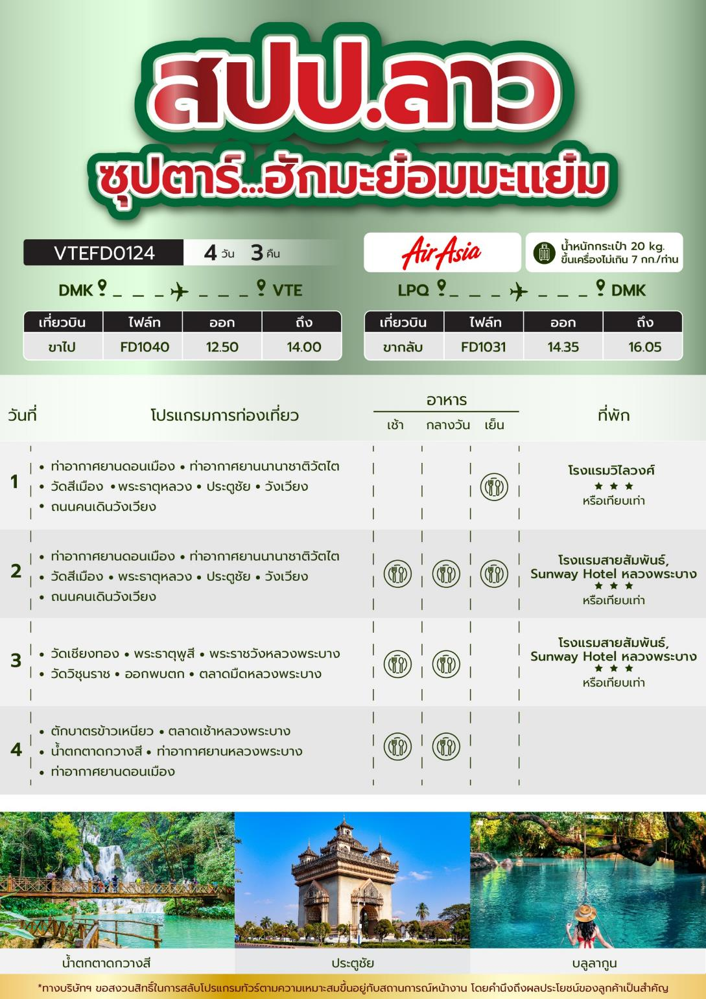 สปป.ลาว
ซุปตาร์...ฮักมะย๋อมมะแย๋ม
VTEFD0124 4 วัน 3 คืน
AirAsia
น้ำหนักกระเป๋า 20 kg.
ขึ้นเครื่องไม่เกิน 7 กก./ท่าน
DMK VTE
LPQ DMK
เที่ยวบิน ไฟล์ท ออก ถึง
ขาไป FD1040 12.50 14.00
เที่ยวบิน ไฟล์ท ออก ถึง
ขากลับ FD1031 14.35 16.05
วันที่ โปรแกรมการท่องเที่ยว อาหาร ที่พัก
เช้า กลางวัน เย็น
1
• ท่าอากาศยานดอนเมือง • ท่าอากาศยานนานาชาติวัตไต
• วัดสีเมือง • พระธาตุหลวง • ประตูชัย • วังเวียง
• ถนนคนเดินวังเวียง
โรงแรมวิไลวงศ์
★ ★ ★
หรือเทียบเท่า
2
• ท่าอากาศยานดอนเมือง • ท่าอากาศยานนานาชาติวัตไต
• วัดสีเมือง • พระธาตุหลวง • ประตูชัย • วังเวียง
• ถนนคนเดินวังเวียง
โรงแรมสายสัมพันธ์,
Sunway Hotel หลวงพระบาง
★ ★ ★
หรือเทียบเท่า
3
• วัดเชียงทอง • พระธาตุพูสี • พระราชวังหลวงพระบาง
• วัดวิชุนราช • ออกพบตก • ตลาดมืดหลวงพระบาง
โรงแรมสายสัมพันธ์,
Sunway Hotel หลวงพระบาง
★ ★ ★
หรือเทียบเท่า
4
• ตักบาตรข้าวเหนียว • ตลาดเช้าหลวงพระบาง
• น้ำตกตาดกวางสี • ท่าอากาศยานหลวงพระบาง
• ท่าอากาศยานดอนเมือง
น้ำตกตาดกวางสี
ประตูชัย
บลูลากูน
*ทางบริษัทฯ ขอสงวนสิทธิ์ในการสลับโปรแกรมทัวร์ตามความเหมาะสมขึ้นอยู่กับสถานการณ์หน้างาน โดยคำนึงถึงผลประโยชน์ของลูกค้าเป็นสำคัญ